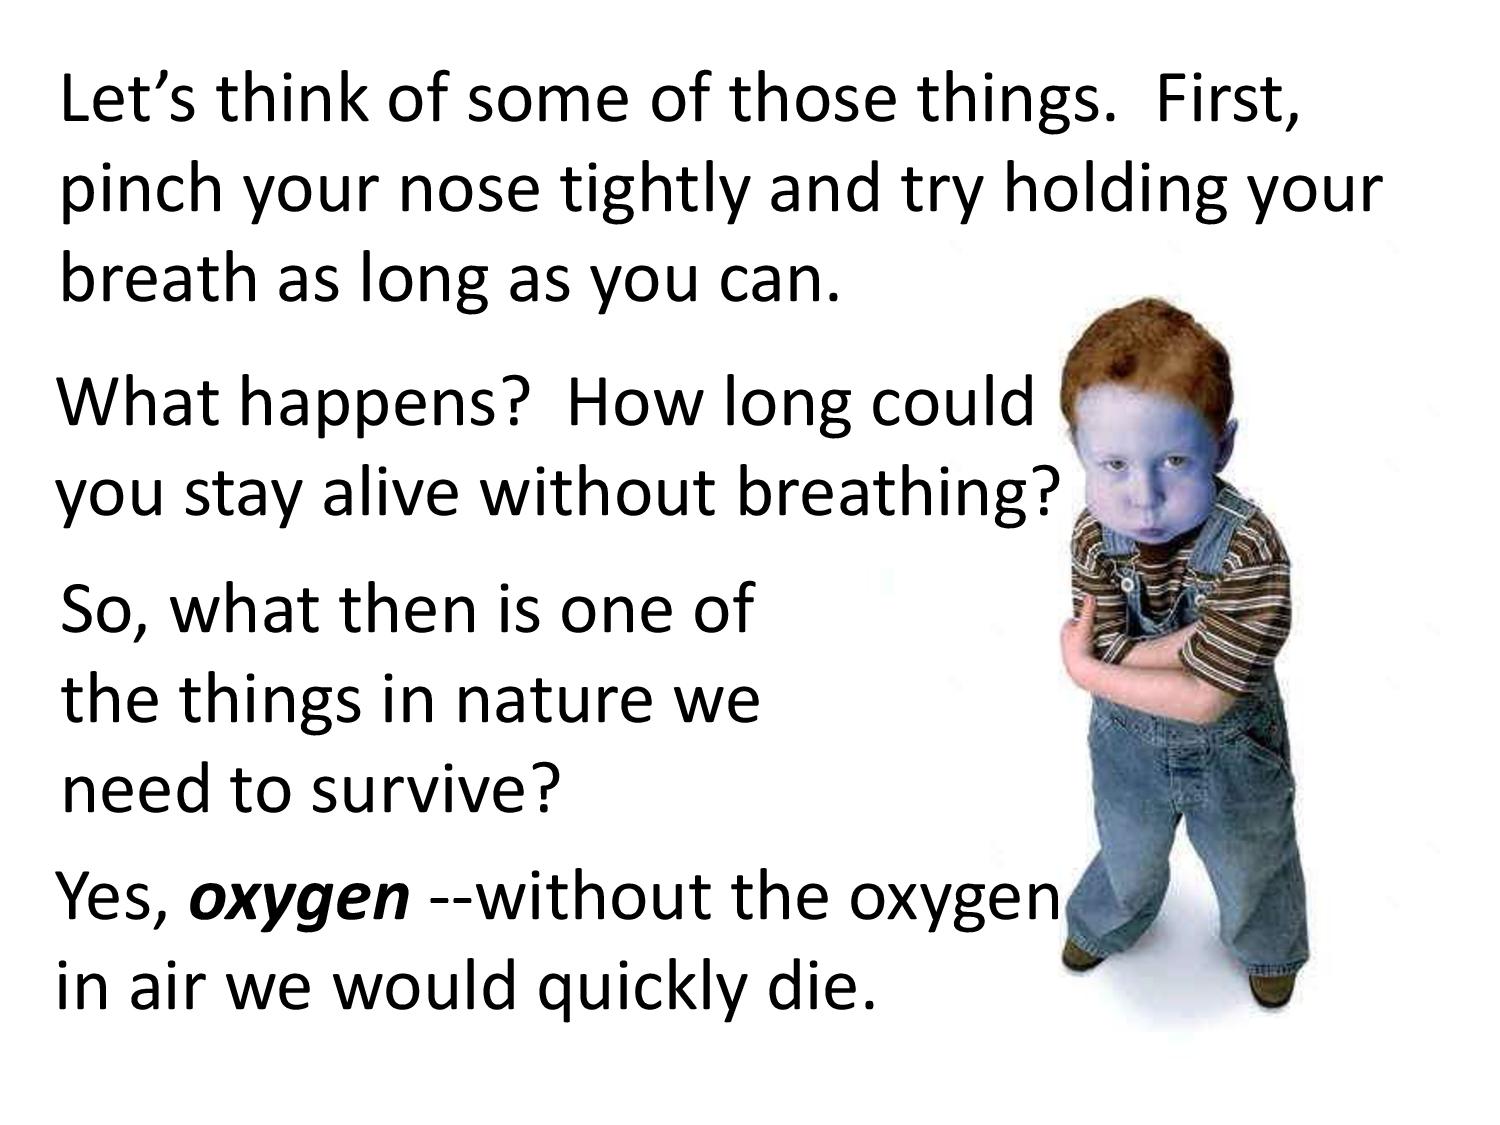 Let’s think of some of those things.  First,
pinch your nose tightly and try holding your
breath as long as you can.
What happens?  How long could
you stay alive without breathing?
So, what then is one of
the things in nature we
need to survive?
Yes, oxygen --without the oxygen
in air we would quickly die.